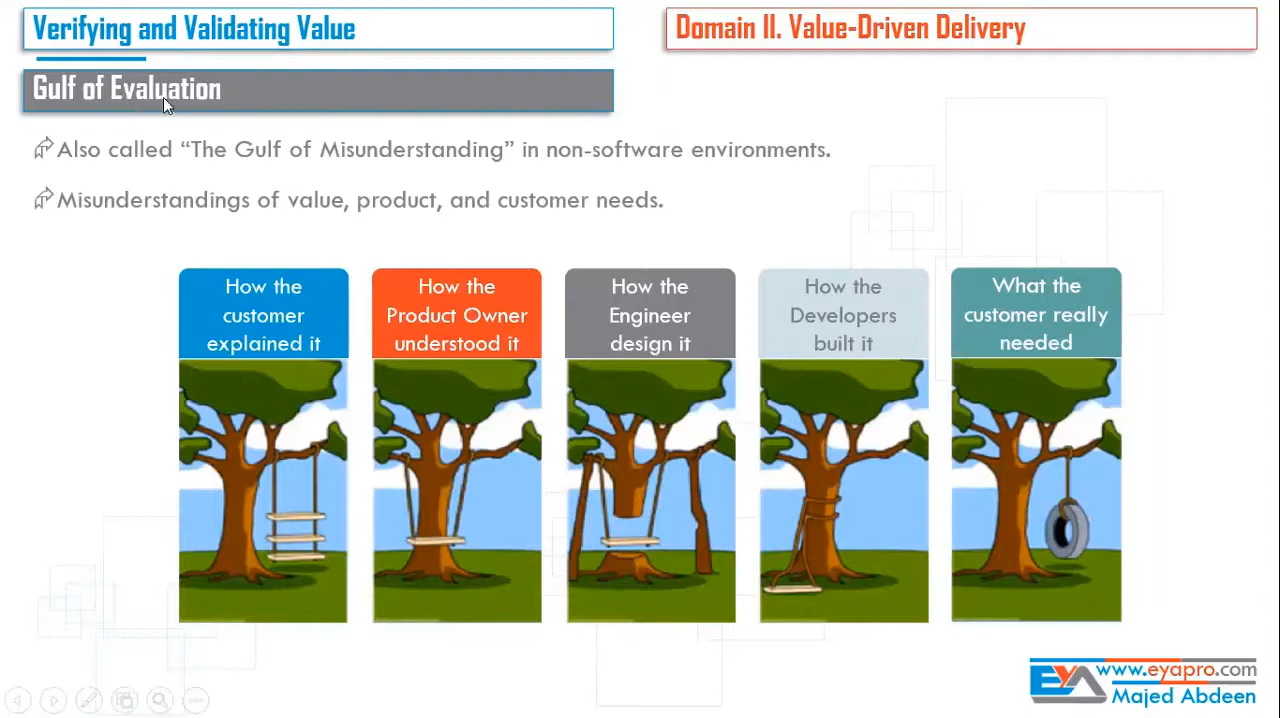 Verifying and Validating Value
Domain II. Value-Driven Delivery
Gulf of Evaluation
Also called “The Gulf of Misunderstanding” in non-software environments.
Misunderstandings of value, product, and customer needs.
How the
customer
explained it
How the
Product Owner
understood it
How the
Engineer
design it
How the
Developers
built it
What the
customer really
needed
EYA
www.eyapro.com
Majed Abdeen